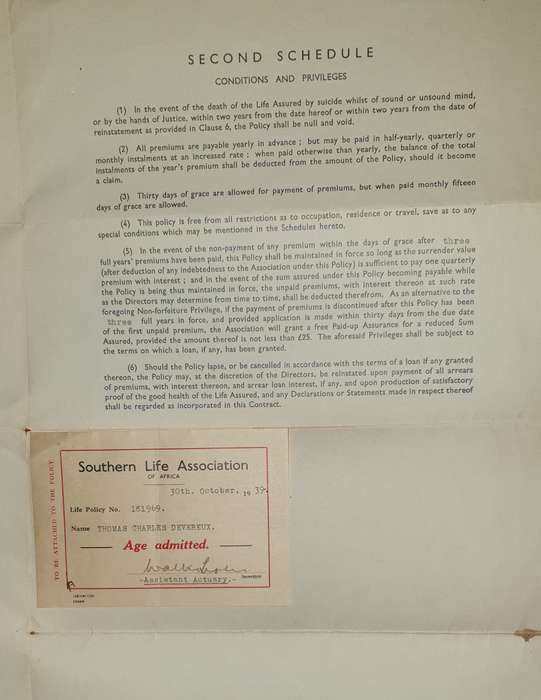 SECOND SCHEDULE
CONDITIONS AND PRIVILEGES
(1) In the event of the death of the Life Assured by suicide whilst of sound or unsound mind,
or by the hands of Justice, within two years from the date hereof or within two years from the date of
reinstatement as provided in Clause 6, the Policy shall be null and void.
(2) All premiums are payable yearly in advance ; but may be paid in half-yearly, quarterly or
monthly instalments at an increased rate ; when paid otherwise than yearly, the balance of the total
instalments of the year's premium shall be deducted from the amount of the Policy, should it become
a claim.
(3) Thirty days of grace are allowed for payment of premiums, but when paid monthly fifteen
days of grace are allowed.
(4) This policy is free from all restrictions as to occupation, residence or travel, save as to any
special conditions which may be mentioned in the Schedules hereto.
(5) In the event of the non-payment of any premium within the days of grace after three
full years' premiums have been paid, this Policy shall be maintained in force so long as the surrender value
(after deduction of any indebtedness to the Association under this Policy) is sufficient to pay one quarterly
premium with interest ; and in the event of the sum assured under this Policy becoming payable while
the Policy is being thus maintained in force, the unpaid premiums, with interest thereon at such rate
as the Directors may determine from time to time, shall be deducted therefrom. As an alternative to the
foregoing Non-forfeiture Privilege, if the payment of premiums is discontinued after this Policy has been
three full years in force, and provided application is made within thirty days from the due date
of the first unpaid premium, the Association will grant a free Paid-up Assurance for a reduced Sum
Assured, provided the amount thereof is not less than £25. The aforesaid Privileges shall be subject to
the terms on which a loan, if any, has been granted.
(6) Should the Policy lapse, or be cancelled in accordance with the terms of a loan if any granted
thereon, the Policy may, at the discretion of the Directors, be reinstated upon payment of all arrears
of premiums, with interest thereon, and arrear loan interest, if any, and upon production of satisfactory
proof of the good health of the Life Assured, and any Declarations or Statements made in respect thereof
shall be regarded as incorporated in this Contract.
TO BE ATTACHED TO THE POLICY
Southern Life Association
OF AFRICA
30th. October, 1939.
Life Policy No. 181969.
Name THOMAS CHARLES DEVEREUX.
Age admitted.
-Assistant Actuary.-